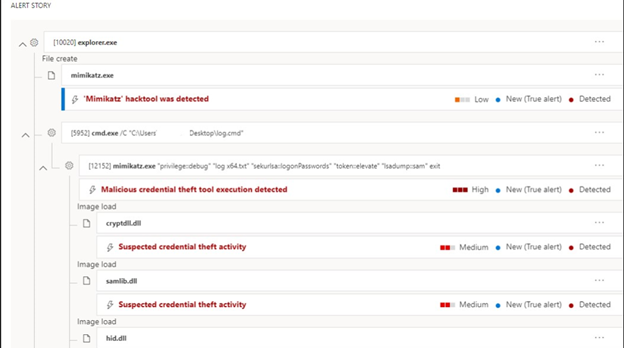 ALERT STORY
[10020] explorer.exe ...
File create
mimikatz.exe ...
'Mimikatz' hacktool was detected Low New (True alert) Detected
[5952] cmd.exe /C "C:\Users Desktop\log.cmd" ...
[12152] mimikatz.exe "privilege:debug" "log x64.txt" "sekurlsa:logonPasswords" "token:elevate" "lsadump:sam" exit ...
Malicious credential theft tool execution detected High New (True alert) Detected
Image load
cryptdll.dll ...
Suspected credential theft activity Medium New (True alert) Detected
Image load
samlib.dll ...
Suspected credential theft activity Medium New (True alert) Detected
Image load
hid.dll ...